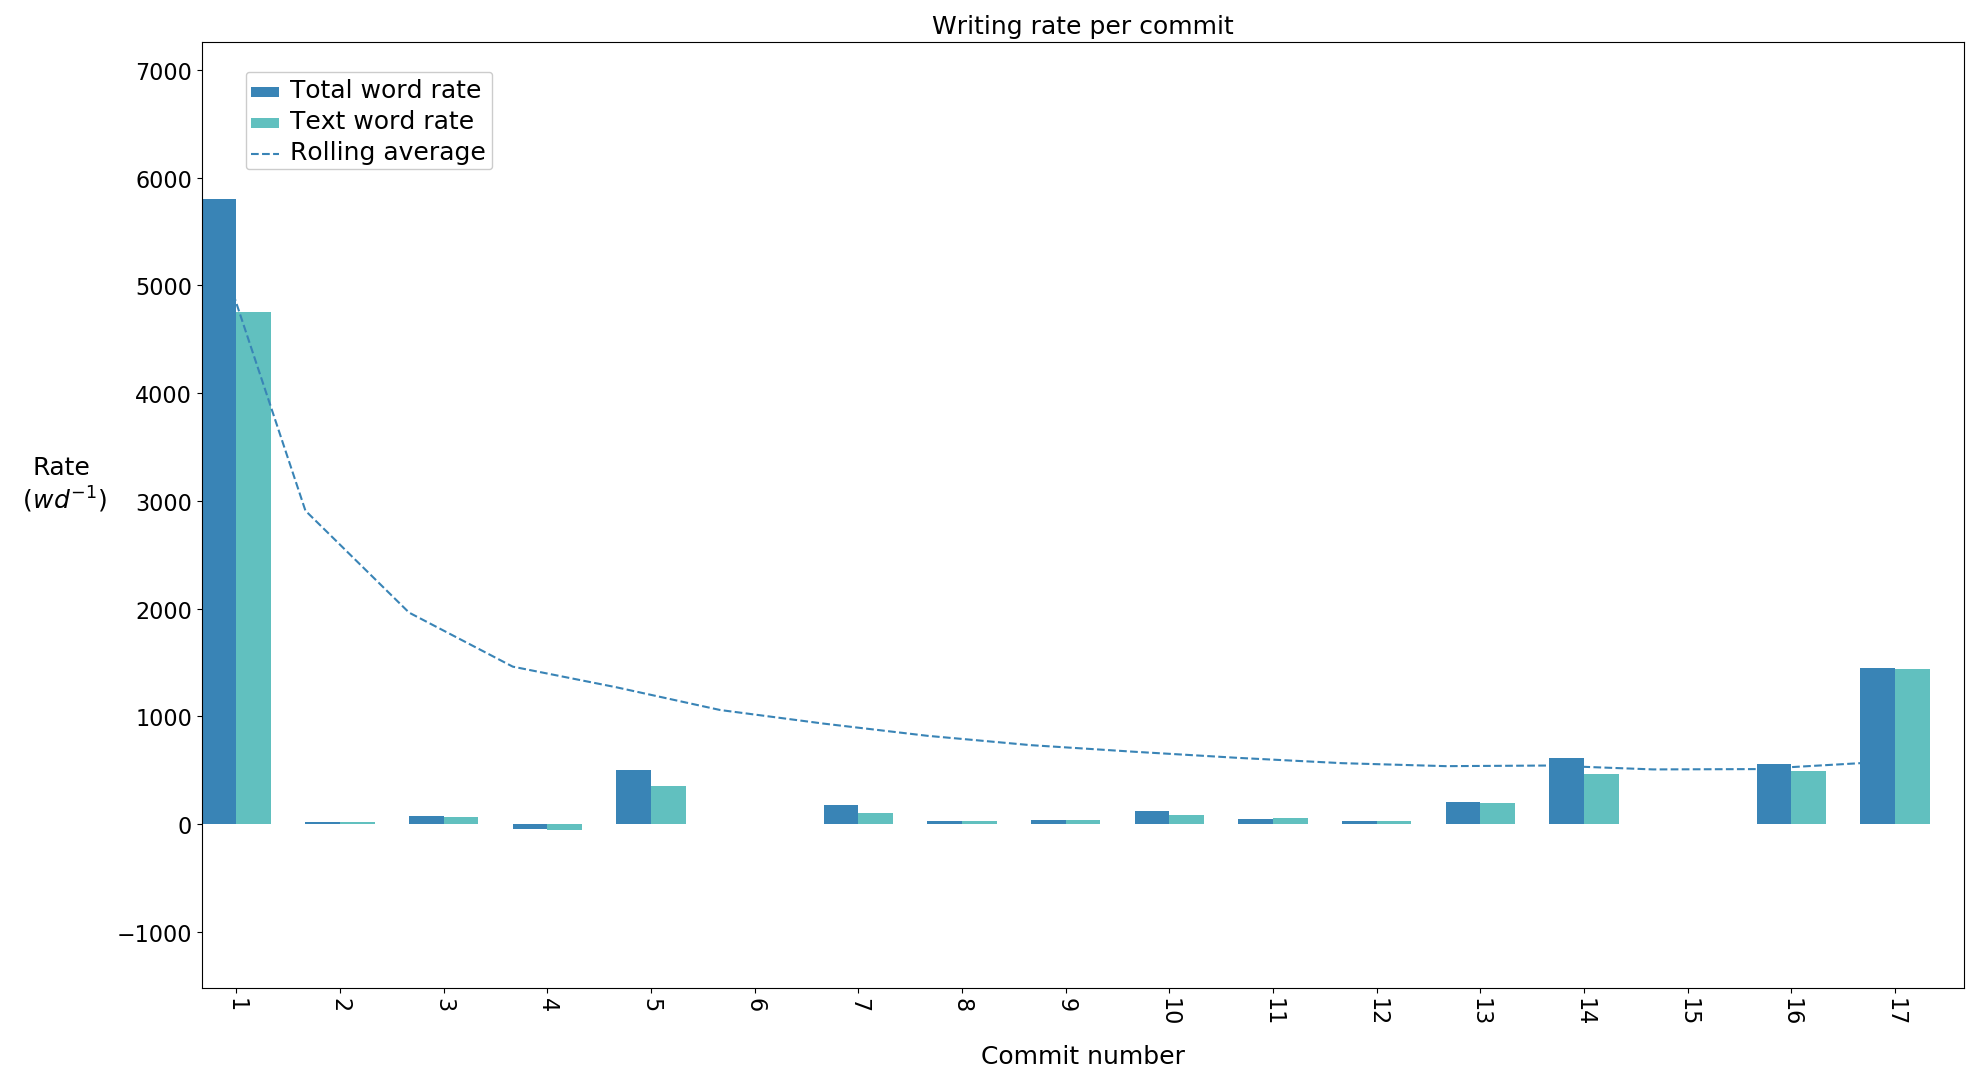 Writing rate per commit
7000
6000
5000
4000
3000
2000
1000
0
−1000
Total word rate
Text word rate
Rolling average
Rate
(wd⁻¹)
1 2 3 4 5 6 7 8 9 10 11 12 13 14 15 16 17
Commit number